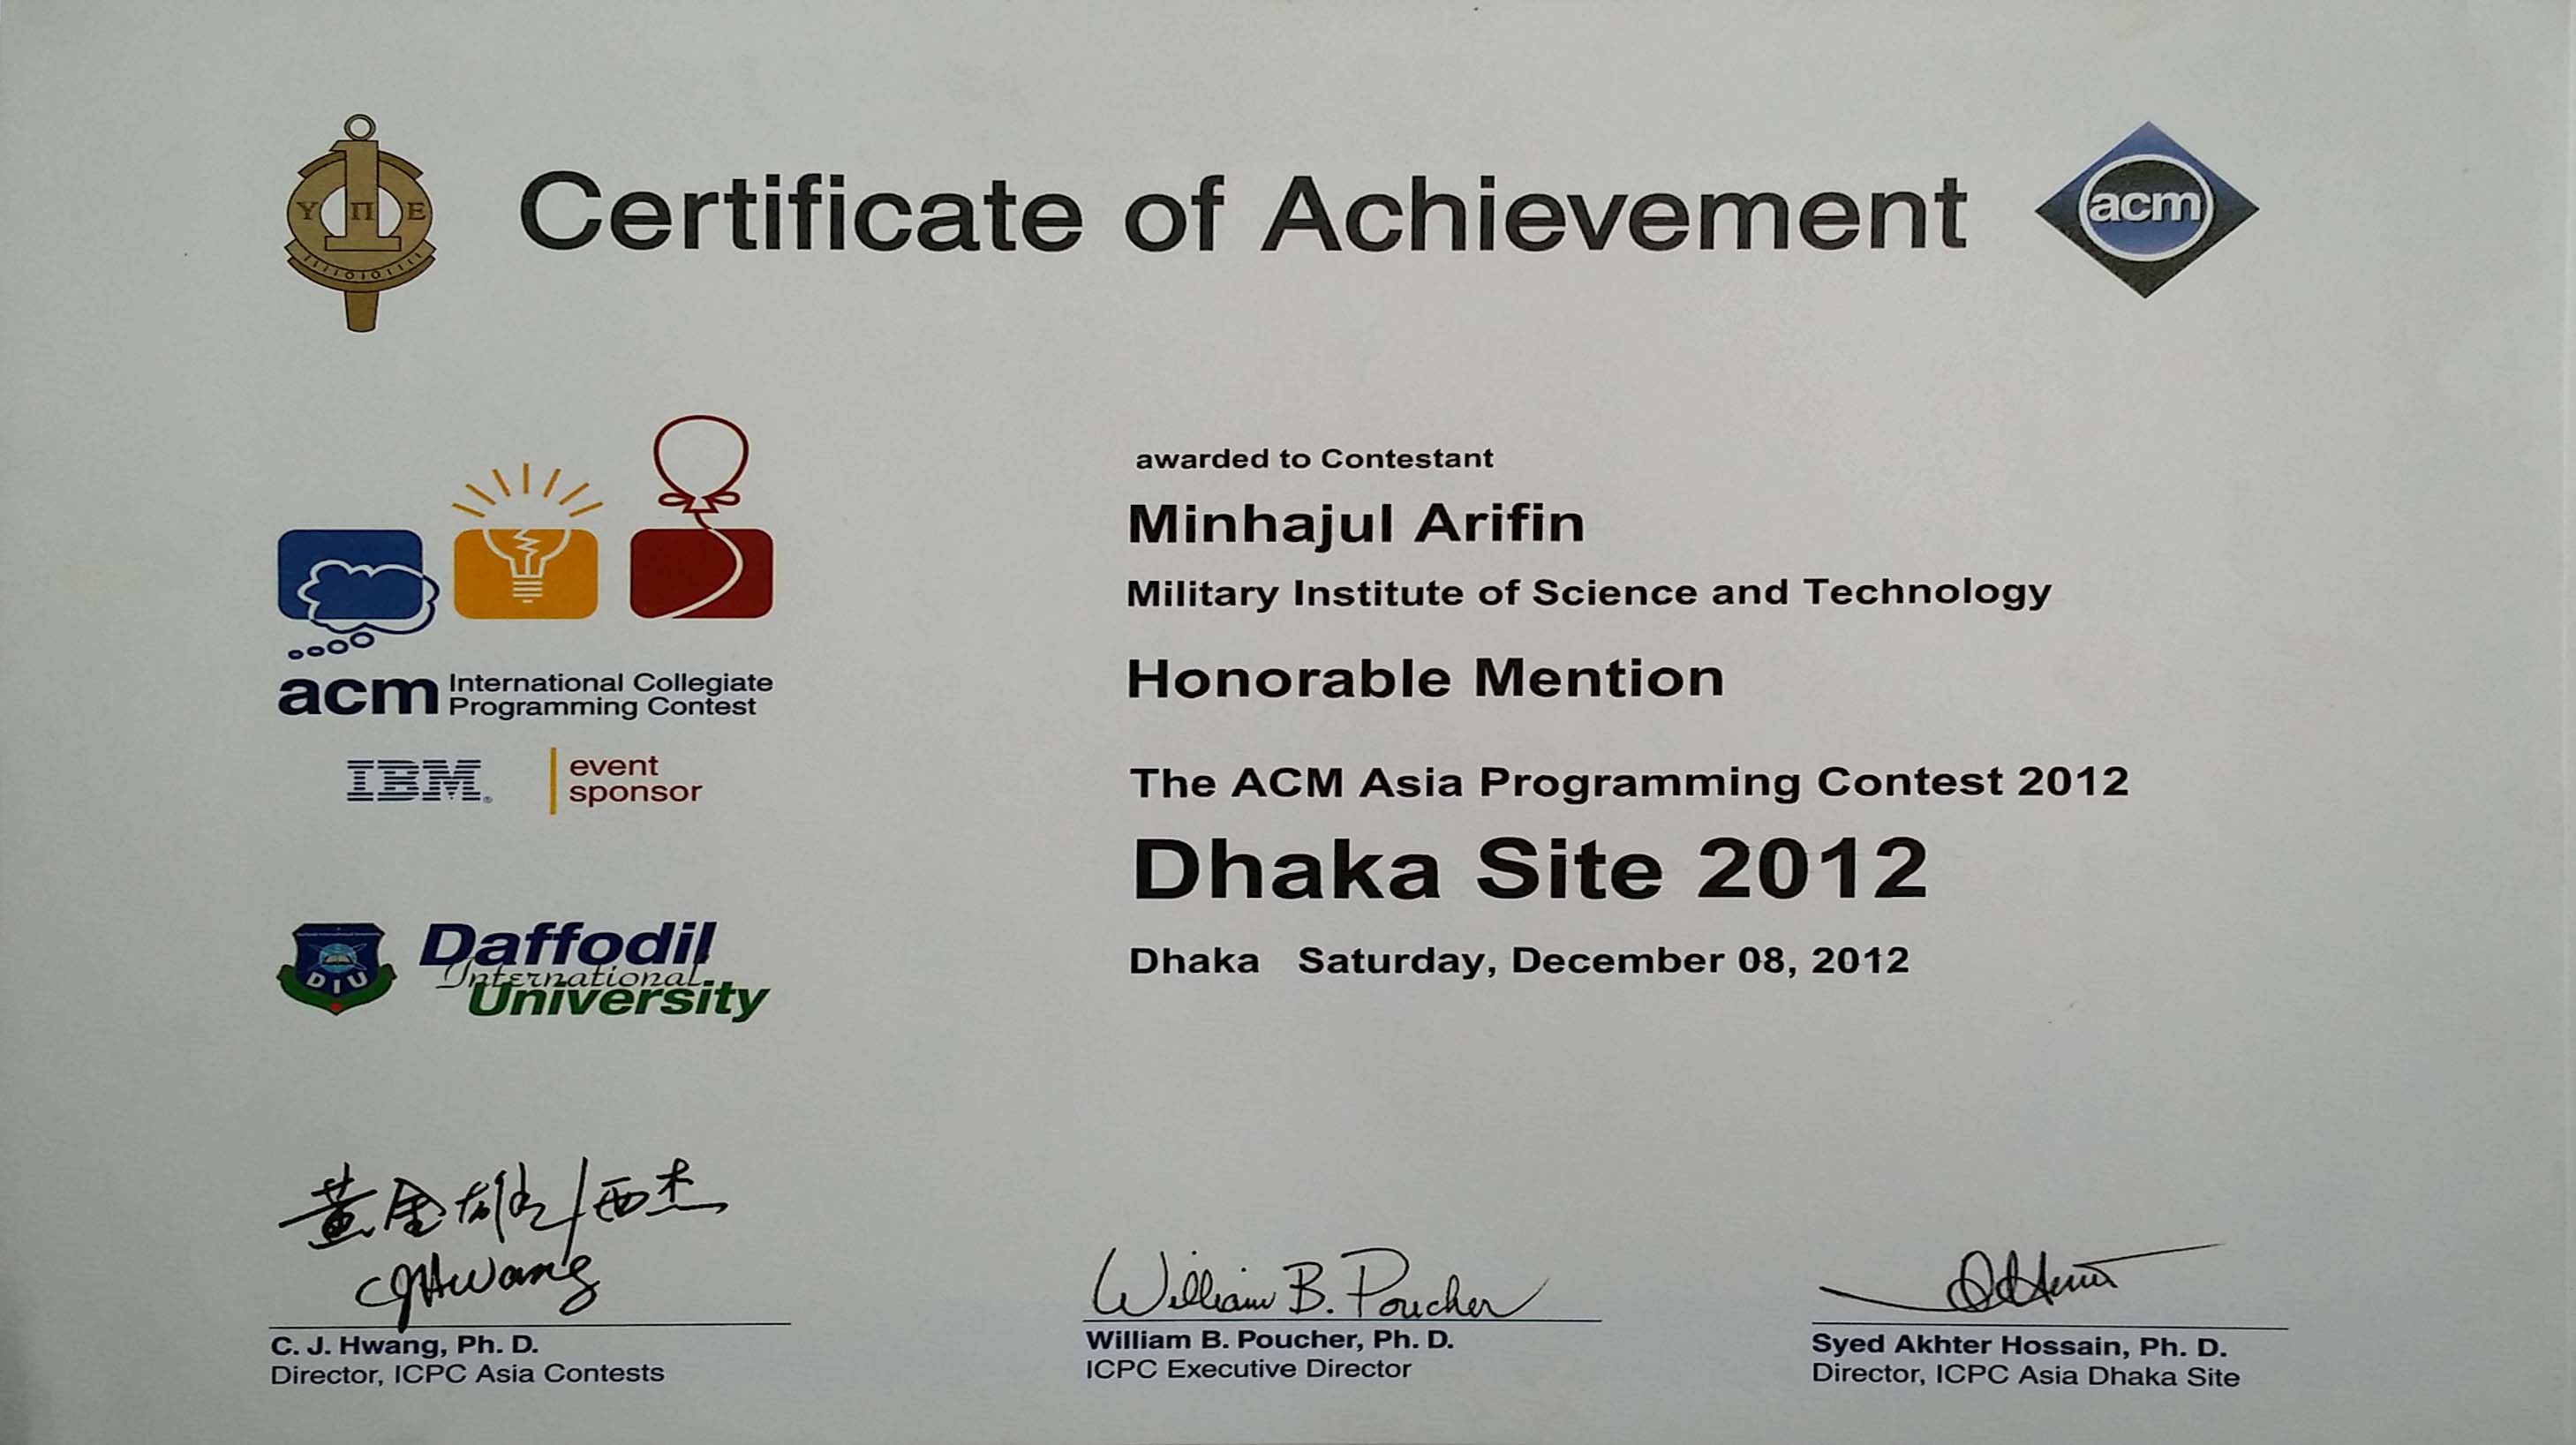 Certificate of Achievement
Υ Π Ε
acm
awarded to Contestant
Minhajul Arifin
Military Institute of Science and Technology
Honorable Mention
The ACM Asia Programming Contest 2012
Dhaka Site 2012
Dhaka Saturday, December 08, 2012
acm International Collegiate
Programming Contest
IBM®
event
sponsor
DIU
Daffodil
International
University
黄金雄/西杰
CJHwang
C. J. Hwang, Ph. D.
Director, ICPC Asia Contests
William B. Poucher
William B. Poucher, Ph. D.
ICPC Executive Director
Syed Akhter Hossain, Ph. D.
Director, ICPC Asia Dhaka Site